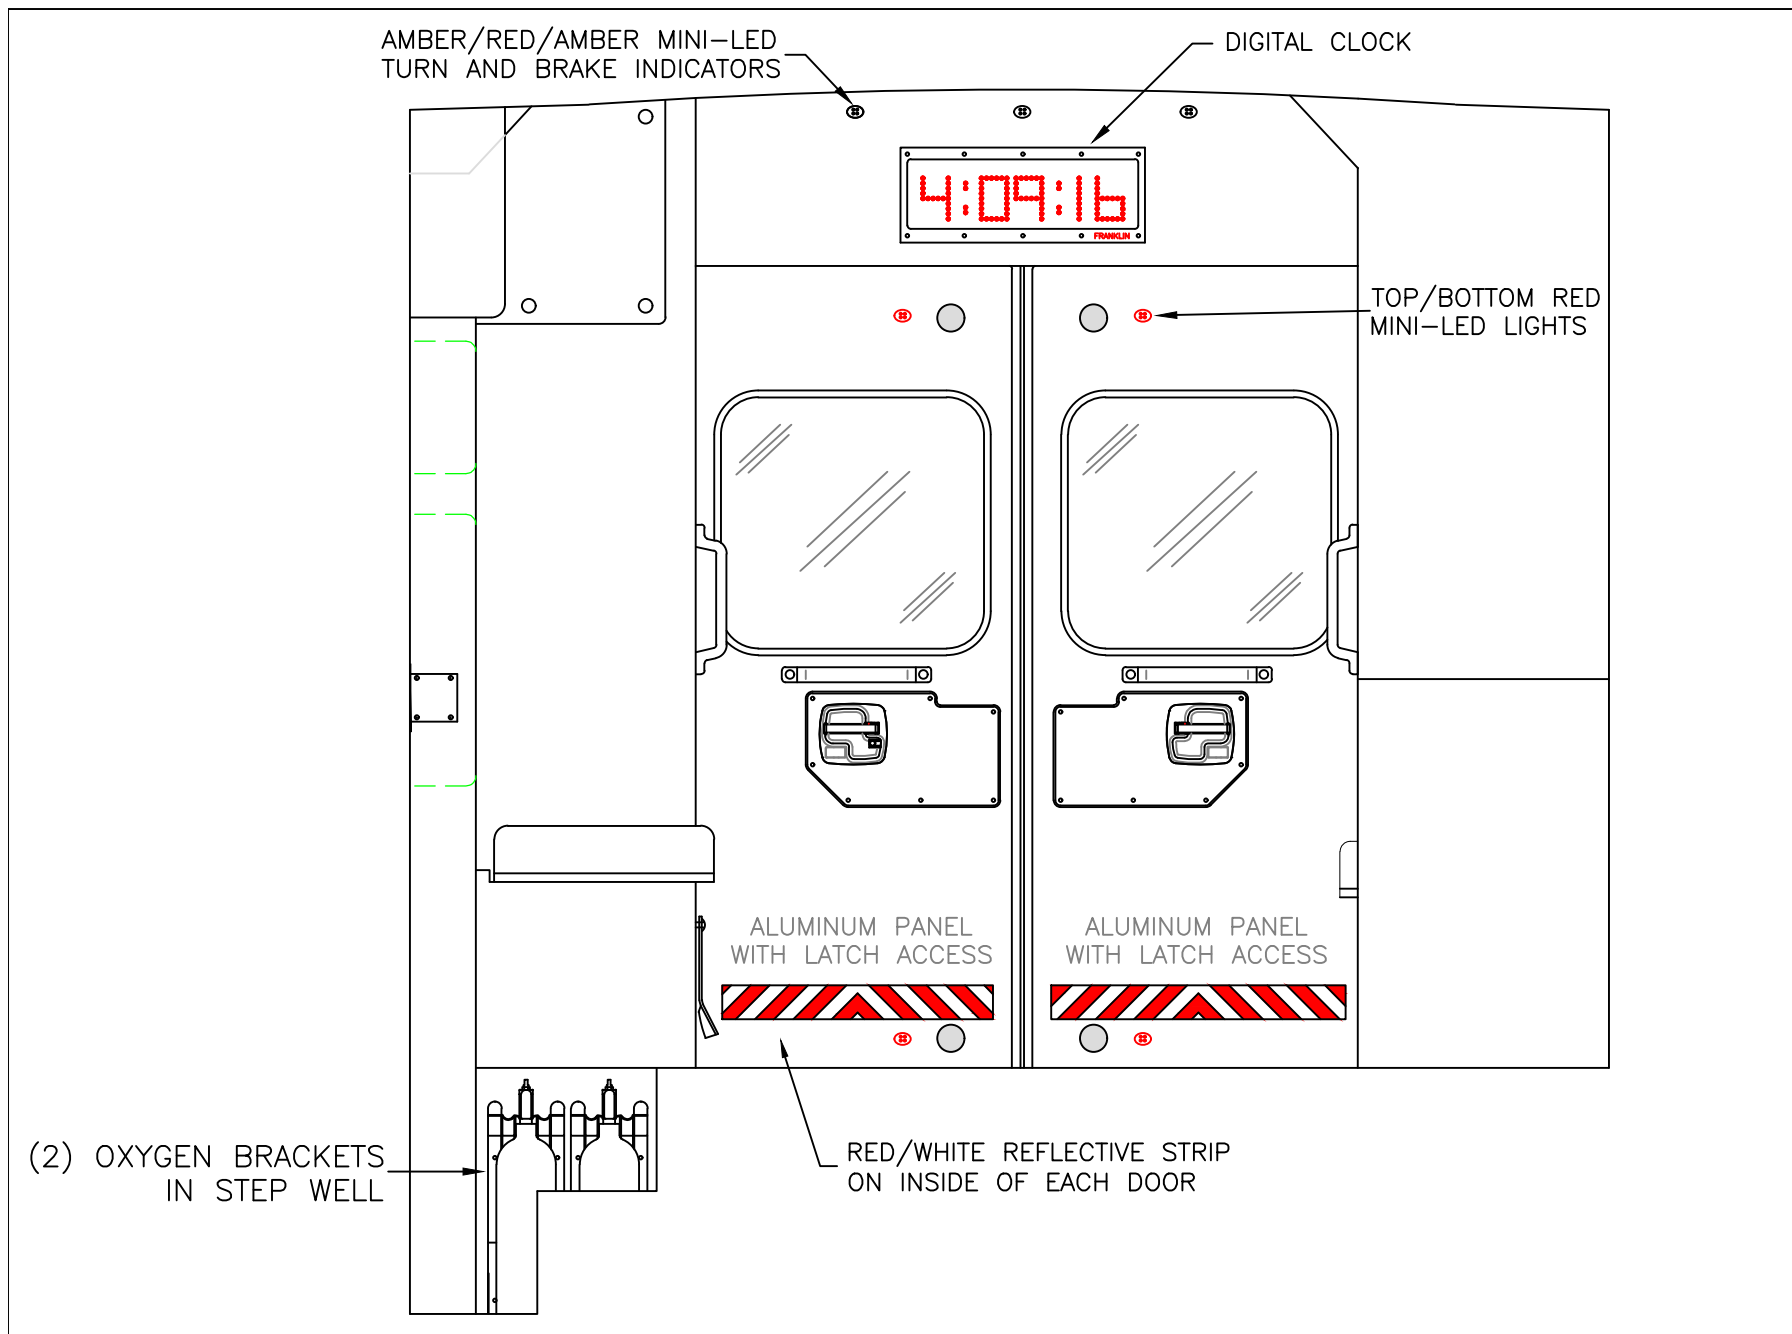 AMBER/RED/AMBER MINI-LED
TURN AND BRAKE INDICATORS
DIGITAL CLOCK
4:09:16
FRANKLIN
TOP/BOTTOM RED
MINI-LED LIGHTS
ALUMINUM PANEL
WITH LATCH ACCESS
ALUMINUM PANEL
WITH LATCH ACCESS
(2) OXYGEN BRACKETS
IN STEP WELL
RED/WHITE REFLECTIVE STRIP
ON INSIDE OF EACH DOOR